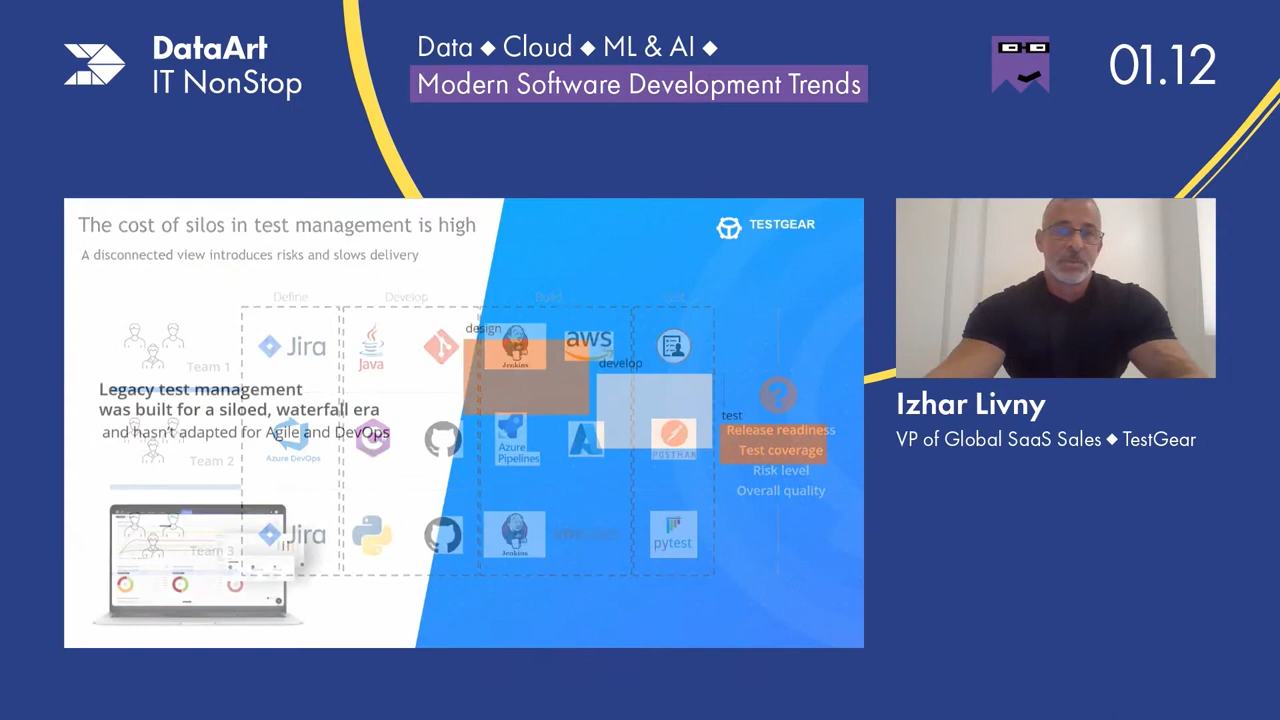 DataArt
IT NonStop
Data ◆ Cloud ◆ ML & AI ◆
Modern Software Development Trends
01.12
The cost of silos in test management is high
A disconnected view introduces risks and slows delivery
TESTGEAR
Define
Develop
Build
design
Team 1
Jira
Java
Jenkins
aws
develop
Legacy test management
was built for a siloed, waterfall era
and hasn't adapted for Agile and DevOps
test
Release readiness
Test coverage
Risk level
Overall quality
Team 2
Azure DevOps
Azure
Pipelines
POSTMAN
Team 3
Jira
Jenkins
pytest
Izhar Livny
VP of Global SaaS Sales ◆ TestGear